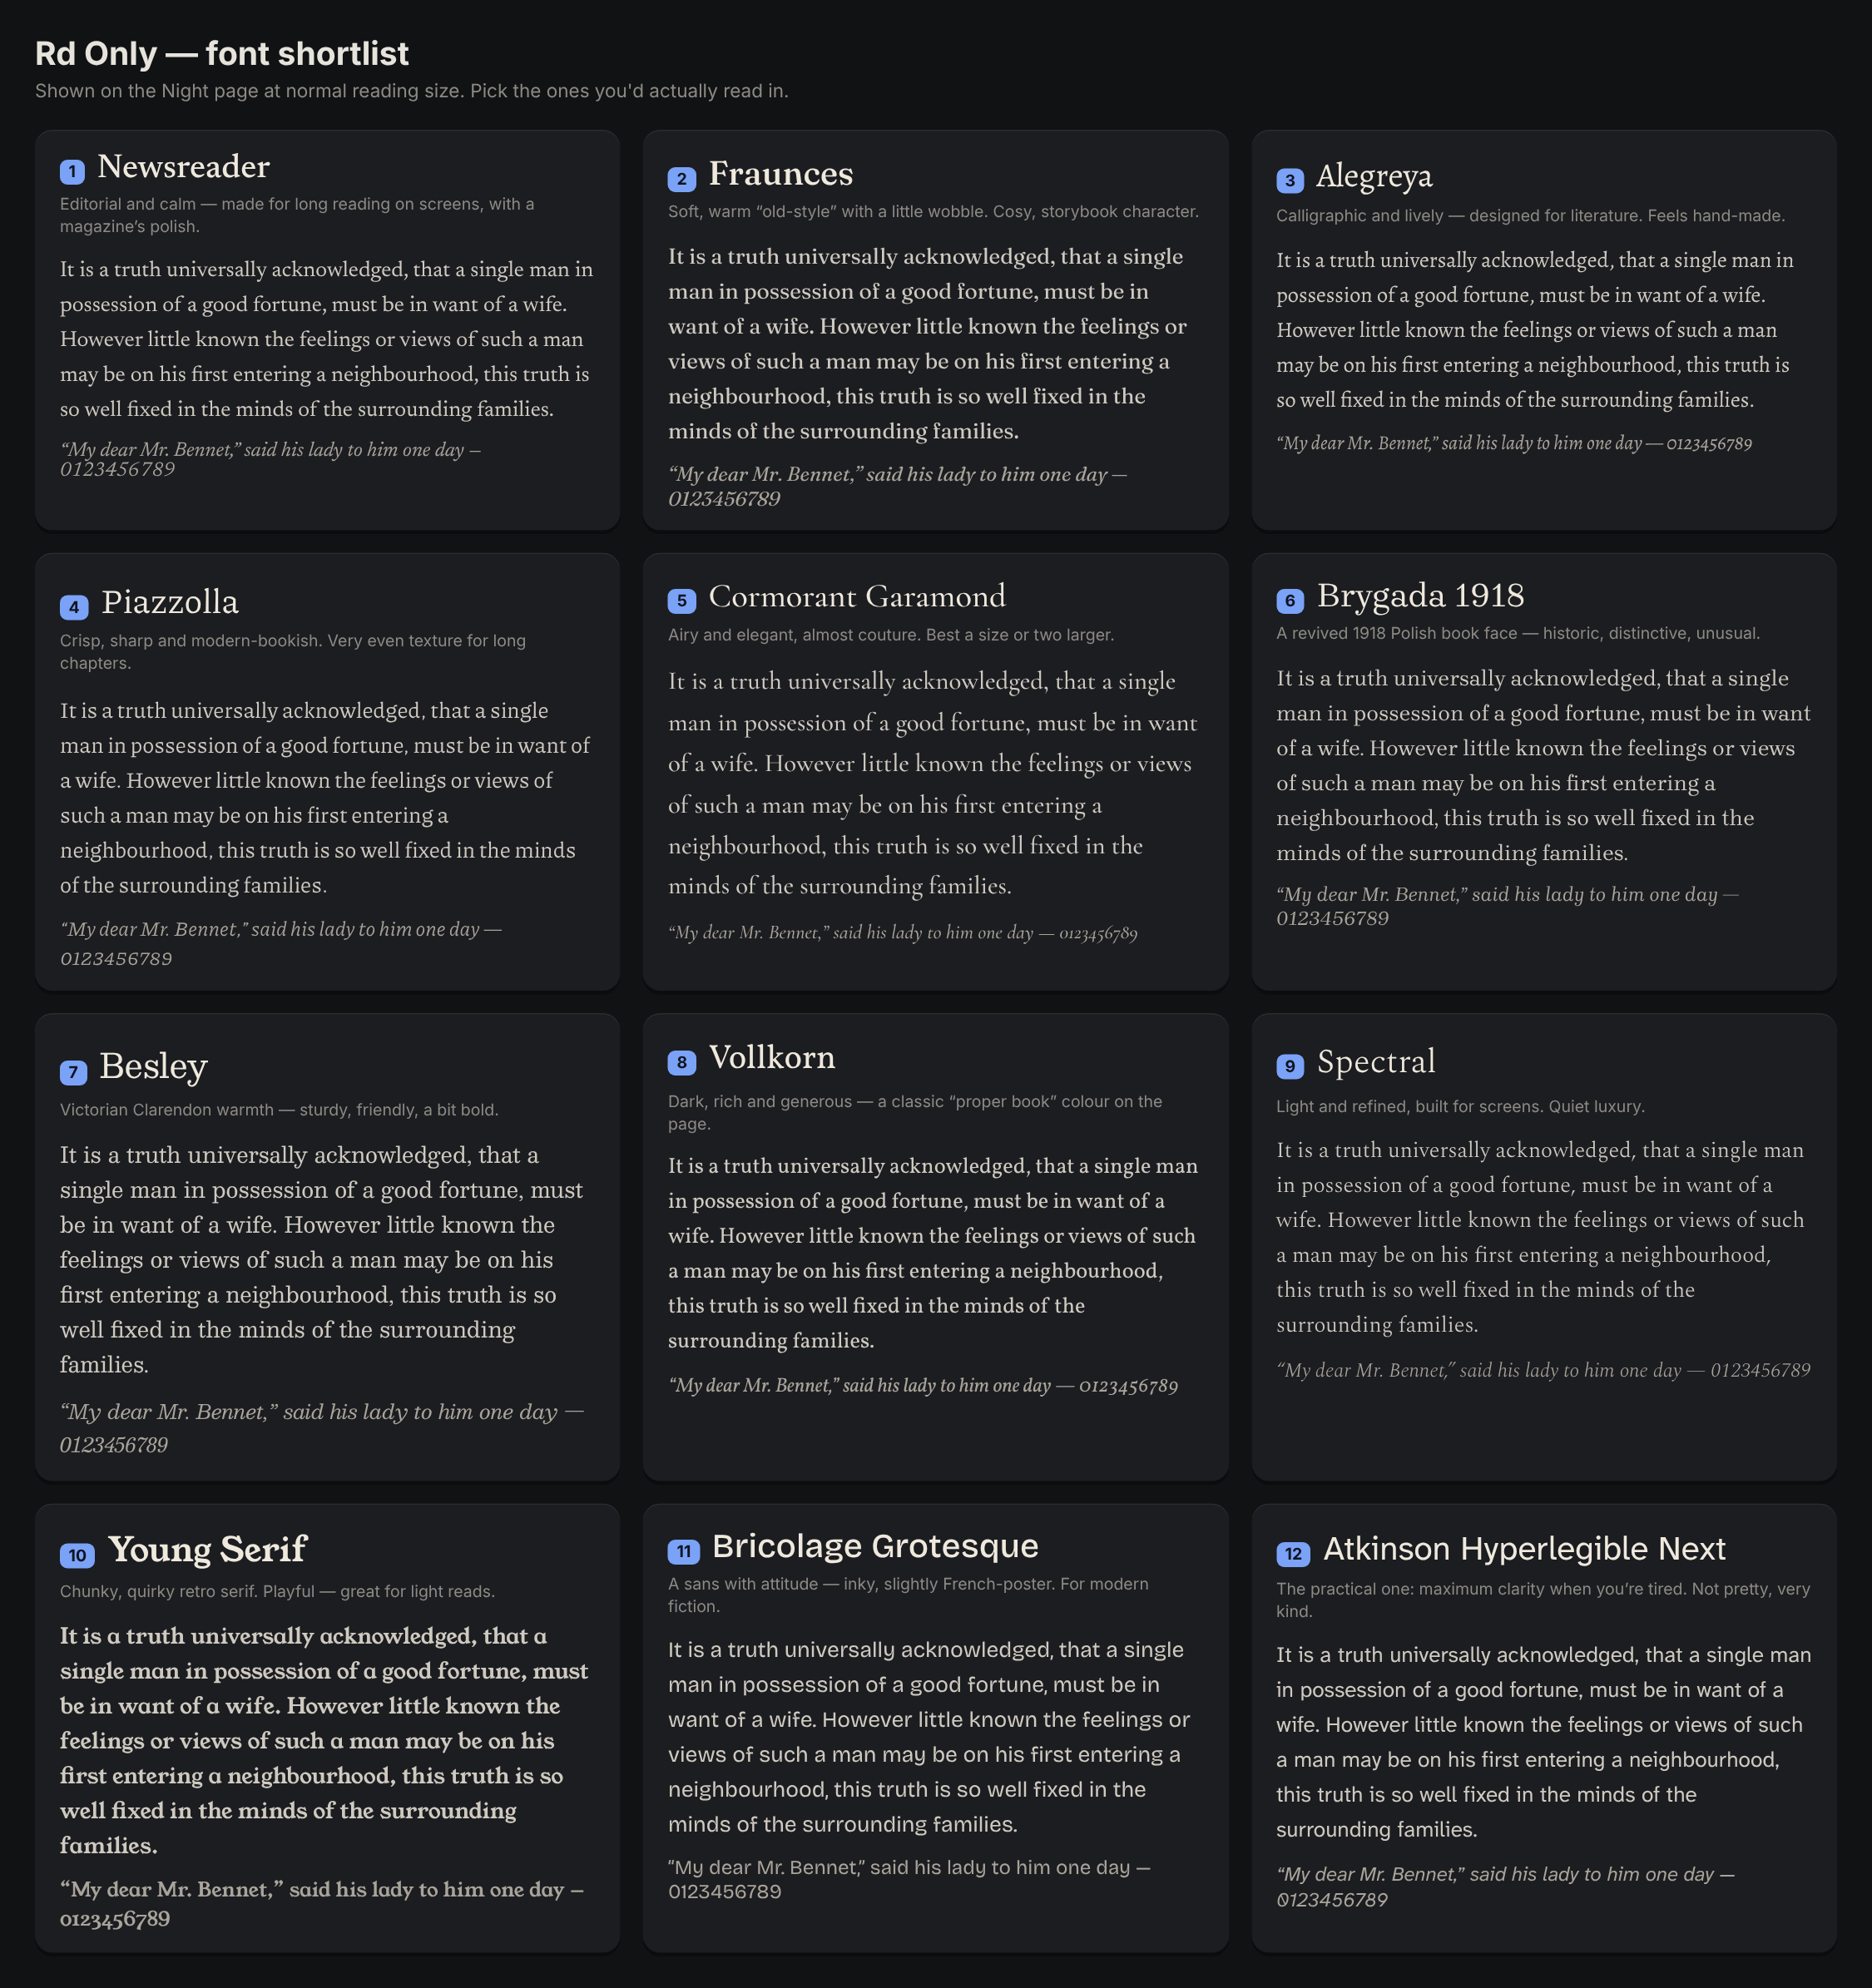 Rd Only — font shortlist
Shown on the Night page at normal reading size. Pick the ones you'd actually read in.
1 Newsreader
Editorial and calm — made for long reading on screens, with a
magazine’s polish.
It is a truth universally acknowledged, that a single man in
possession of a good fortune, must be in want of a wife.
However little known the feelings or views of such a man
may be on his first entering a neighbourhood, this truth is
so well fixed in the minds of the surrounding families.
“My dear Mr. Bennet,” said his lady to him one day —
0123456789
2 Fraunces
Soft, warm “old-style” with a little wobble. Cosy, storybook character.
It is a truth universally acknowledged, that a single
man in possession of a good fortune, must be in
want of a wife. However little known the feelings or
views of such a man may be on his first entering a
neighbourhood, this truth is so well fixed in the
minds of the surrounding families.
“My dear Mr. Bennet,” said his lady to him one day —
0123456789
3 Alegreya
Calligraphic and lively — designed for literature. Feels hand-made.
It is a truth universally acknowledged, that a single man in
possession of a good fortune, must be in want of a wife.
However little known the feelings or views of such a man
may be on his first entering a neighbourhood, this truth is
so well fixed in the minds of the surrounding families.
“My dear Mr. Bennet,” said his lady to him one day — 0123456789
4 Piazzolla
Crisp, sharp and modern-bookish. Very even texture for long
chapters.
It is a truth universally acknowledged, that a single
man in possession of a good fortune, must be in want of
a wife. However little known the feelings or views of
such a man may be on his first entering a
neighbourhood, this truth is so well fixed in the minds
of the surrounding families.
“My dear Mr. Bennet,” said his lady to him one day —
0123456789
5 Cormorant Garamond
Airy and elegant, almost couture. Best a size or two larger.
It is a truth universally acknowledged, that a single
man in possession of a good fortune, must be in want
of a wife. However little known the feelings or views
of such a man may be on his first entering a
neighbourhood, this truth is so well fixed in the
minds of the surrounding families.
“My dear Mr. Bennet,” said his lady to him one day — 0123456789
6 Brygada 1918
A revived 1918 Polish book face — historic, distinctive, unusual.
It is a truth universally acknowledged, that a single
man in possession of a good fortune, must be in want
of a wife. However little known the feelings or views
of such a man may be on his first entering a
neighbourhood, this truth is so well fixed in the
minds of the surrounding families.
“My dear Mr. Bennet,” said his lady to him one day —
0123456789
7 Besley
Victorian Clarendon warmth — sturdy, friendly, a bit bold.
It is a truth universally acknowledged, that a
single man in possession of a good fortune, must
be in want of a wife. However little known the
feelings or views of such a man may be on his
first entering a neighbourhood, this truth is so
well fixed in the minds of the surrounding
families.
“My dear Mr. Bennet,” said his lady to him one day —
0123456789
8 Vollkorn
Dark, rich and generous — a classic “proper book” colour on the
page.
It is a truth universally acknowledged, that a single man
in possession of a good fortune, must be in want of a
wife. However little known the feelings or views of such
a man may be on his first entering a neighbourhood,
this truth is so well fixed in the minds of the
surrounding families.
“My dear Mr. Bennet,” said his lady to him one day — 0123456789
9 Spectral
Light and refined, built for screens. Quiet luxury.
It is a truth universally acknowledged, that a single man
in possession of a good fortune, must be in want of a
wife. However little known the feelings or views of such
a man may be on his first entering a neighbourhood,
this truth is so well fixed in the minds of the
surrounding families.
“My dear Mr. Bennet,” said his lady to him one day — 0123456789
10 Young Serif
Chunky, quirky retro serif. Playful — great for light reads.
It is a truth universally acknowledged, that a
single man in possession of a good fortune, must
be in want of a wife. However little known the
feelings or views of such a man may be on his
first entering a neighbourhood, this truth is so
well fixed in the minds of the surrounding
families.
“My dear Mr. Bennet,” said his lady to him one day —
0123456789
11 Bricolage Grotesque
A sans with attitude — inky, slightly French-poster. For modern
fiction.
It is a truth universally acknowledged, that a single
man in possession of a good fortune, must be in
want of a wife. However little known the feelings or
views of such a man may be on his first entering a
neighbourhood, this truth is so well fixed in the
minds of the surrounding families.
“My dear Mr. Bennet,” said his lady to him one day —
0123456789
12 Atkinson Hyperlegible Next
The practical one: maximum clarity when you’re tired. Not pretty, very
kind.
It is a truth universally acknowledged, that a single man
in possession of a good fortune, must be in want of a
wife. However little known the feelings or views of such
a man may be on his first entering a neighbourhood,
this truth is so well fixed in the minds of the
surrounding families.
“My dear Mr. Bennet,” said his lady to him one day —
0123456789